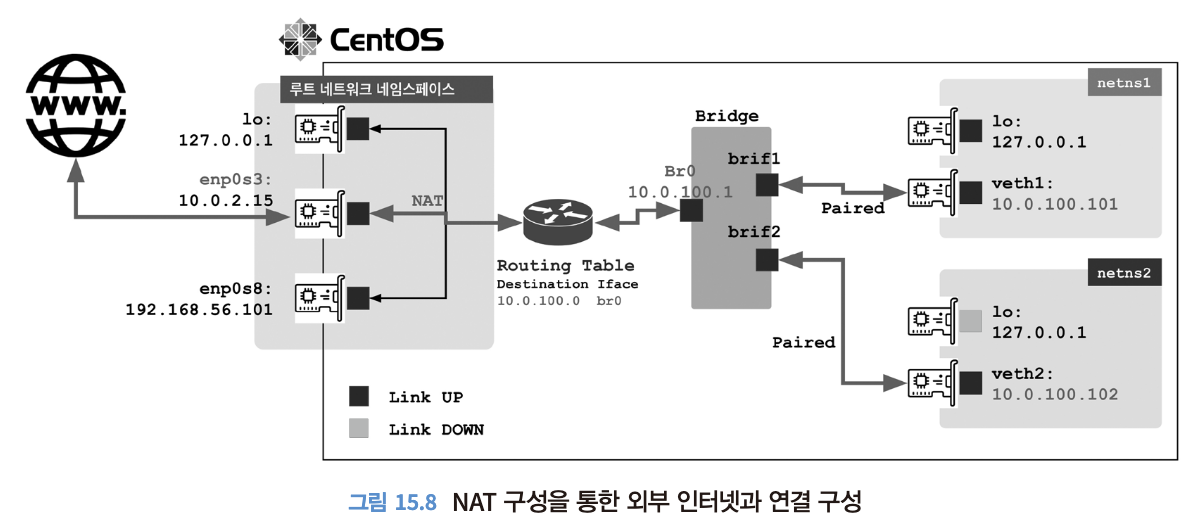 CentOS
루트 네트워크 네임스페이스
www.
lo:
127.0.0.1
enp0s3:
10.0.2.15
enp0s8:
192.168.56.101
NAT
Routing Table
Destination Iface
10.0.100.0 br0
Bridge
Br0
10.0.100.1
brif1
brif2
Paired
Paired
netns1
lo:
127.0.0.1
veth1:
10.0.100.101
netns2
lo:
127.0.0.1
veth2:
10.0.100.102
Link UP
Link DOWN
그림 15.8 NAT 구성을 통한 외부 인터넷과 연결 구성